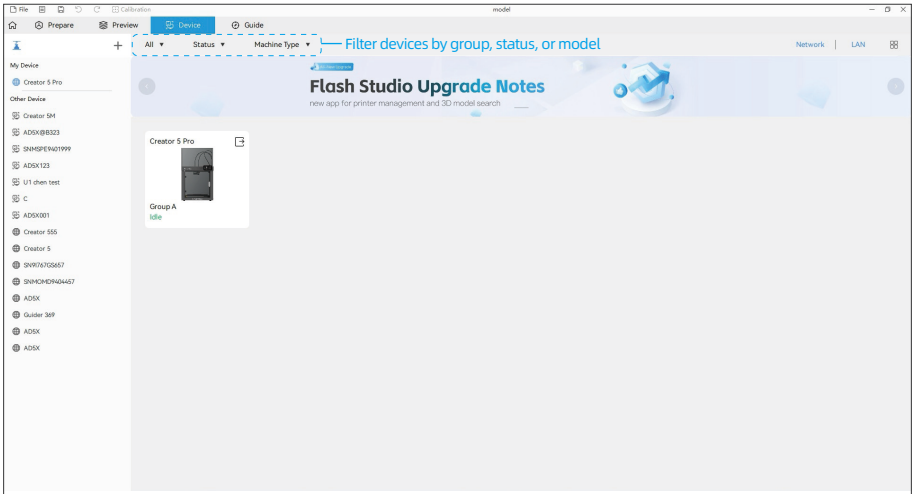 File
Calibration
model
Prepare
Preview
Device
Guide
All ▼
Status ▼
Machine Type ▼
Filter devices by group, status, or model
Network | LAN
My Device
Creator 5 Pro
Other Device
Creator 5M
AD5X@B323
SNMSPE9401999
AD5X123
U1 chen test
C
AD5X001
Creator 555
Creator 5
SN9I767GS657
SNMOMD9404457
AD5X
Guider 369
AD5X
AD5X
Flash Studio Upgrade Notes
new app for printer management and 3D model search
Creator 5 Pro
Group A
Idle